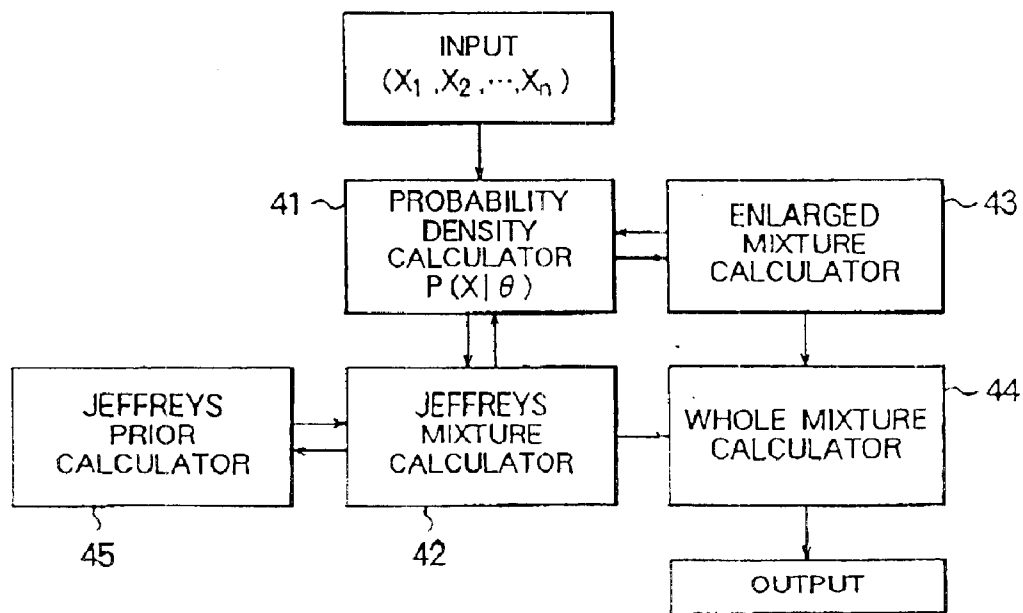 INPUT
(X₁,X₂,⋯,Xₙ)
41
PROBABILITY
DENSITY
CALCULATOR
P(X|θ)
ENLARGED
MIXTURE
CALCULATOR
43
JEFFREYS
PRIOR
CALCULATOR
45
JEFFREYS
MIXTURE
CALCULATOR
42
WHOLE MIXTURE
CALCULATOR
44
OUTPUT